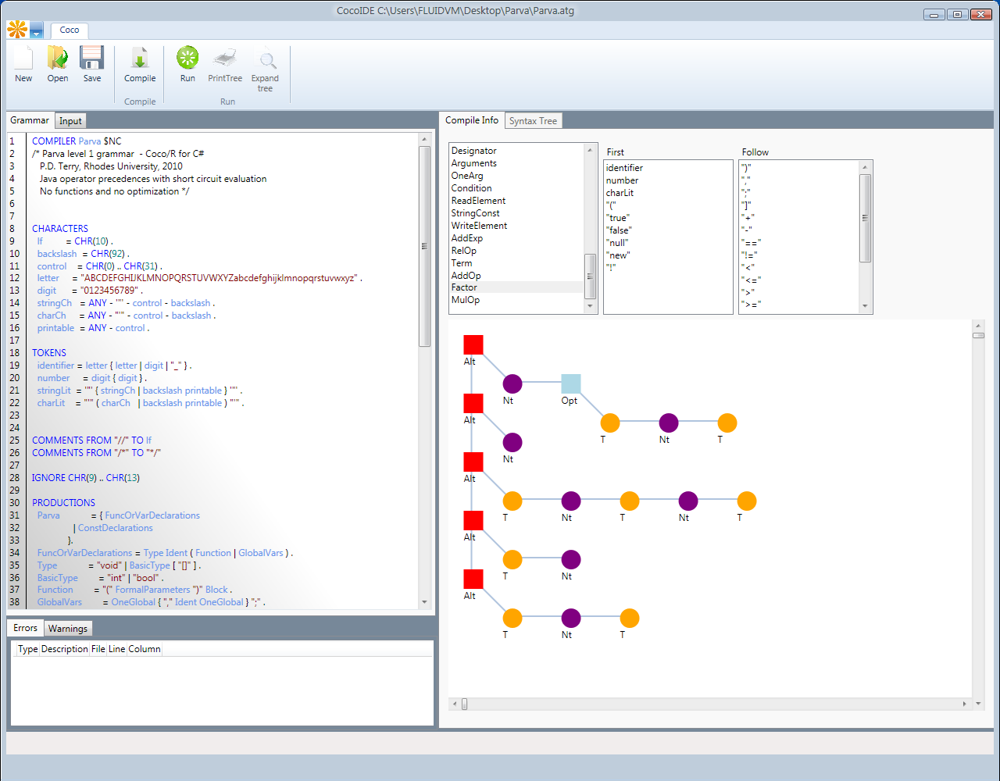 CocoIDE C:\Users\FLUIDVM\Desktop\Parva\Parva.atg
Coco
New
Open
Save
Compile
Run
PrintTree
Expand
tree
Compile
Run
Grammar
Input
1 COMPILER Parva $NC
2 /* Parva level 1 grammar - Coco/R for C#
3 P.D. Terry, Rhodes University, 2010
4 Java operator precedences with short circuit evaluation
5 No functions and no optimization */
6
7
8 CHARACTERS
9 lf = CHR(10) .
10 backslash = CHR(92) .
11 control = CHR(0) .. CHR(31) .
12 letter = "ABCDEFGHIJKLMNOPQRSTUVWXYZabcdefghijklmnopqrstuvwxyz" .
13 digit = "0123456789" .
14 stringCh = ANY - '"' - control - backslash .
15 charCh = ANY - "'" - control - backslash .
16 printable = ANY - control .
17
18 TOKENS
19 identifier = letter { letter | digit | "_" } .
20 number = digit { digit } .
21 stringLit = '"' { stringCh | backslash printable } '"' .
22 charLit = "'" ( charCh | backslash printable ) "'" .
23
24
25 COMMENTS FROM "//" TO lf
26 COMMENTS FROM "/*" TO "*/"
27
28 IGNORE CHR(9) .. CHR(13)
29
30 PRODUCTIONS
31 Parva = { FuncOrVarDeclarations
32 | ConstDeclarations
33 }.
34 FuncOrVarDeclarations = Type Ident ( Function | GlobalVars ) .
35 Type = "void" | BasicType [ "[]" ] .
36 BasicType = "int" | "bool" .
37 Function = "(" FormalParameters ")" Block .
38 GlobalVars = OneGlobal { "," Ident OneGlobal } ";" .
Errors
Warnings
Type Description File Line Column
Compile Info
Syntax Tree
Designator
Arguments
OneArg
Condition
ReadElement
StringConst
WriteElement
AddExp
RelOp
Term
AddOp
Factor
MulOp
First
identifier
number
charLit
"("
"true"
"false"
"null"
"new"
"!"
Follow
")"
","
";"
"]"
"+"
"-"
"=="
"!="
"<"
"<="
">"
">="
Alt
Nt
Opt
T
Nt
T
Alt
Nt
Alt
T
Nt
T
Nt
T
Alt
T
Nt
Alt
T
Nt
T